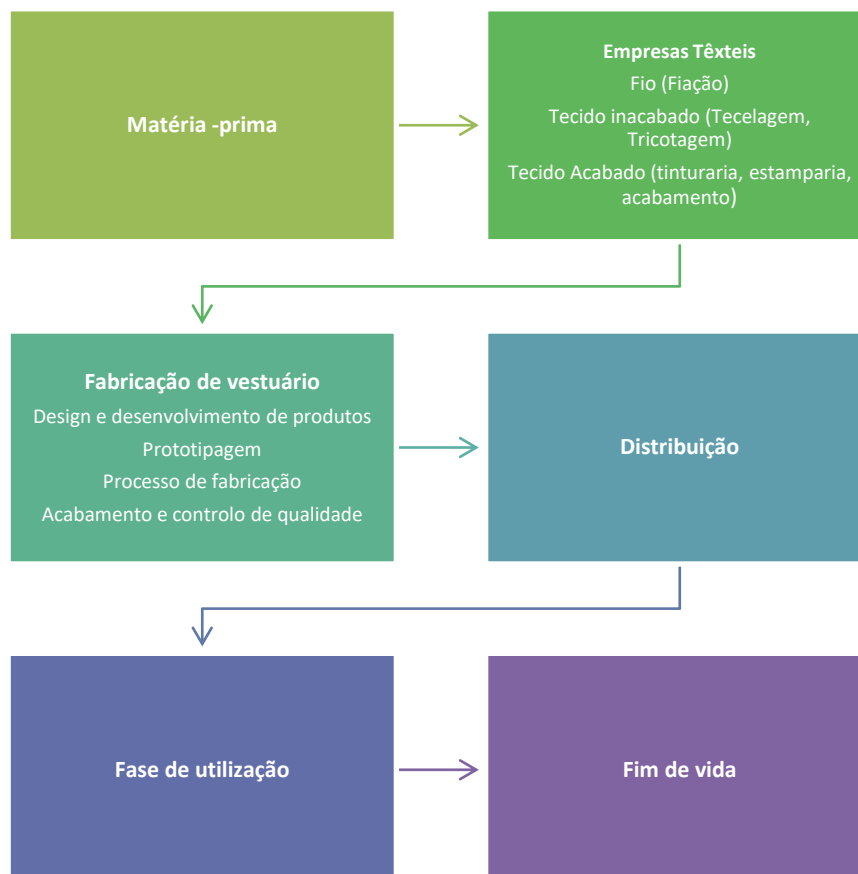 Matéria -prima
Empresas Têxteis
Fio (Fiação)
Tecido inacabado (Tecelagem,
Tricotagem)
Tecido Acabado (tinturaria, estamparia,
acabamento)
Fabricação de vestuário
Design e desenvolvimento de produtos
Prototipagem
Processo de fabricação
Acabamento e controlo de qualidade
Distribuição
Fase de utilização
Fim de vida